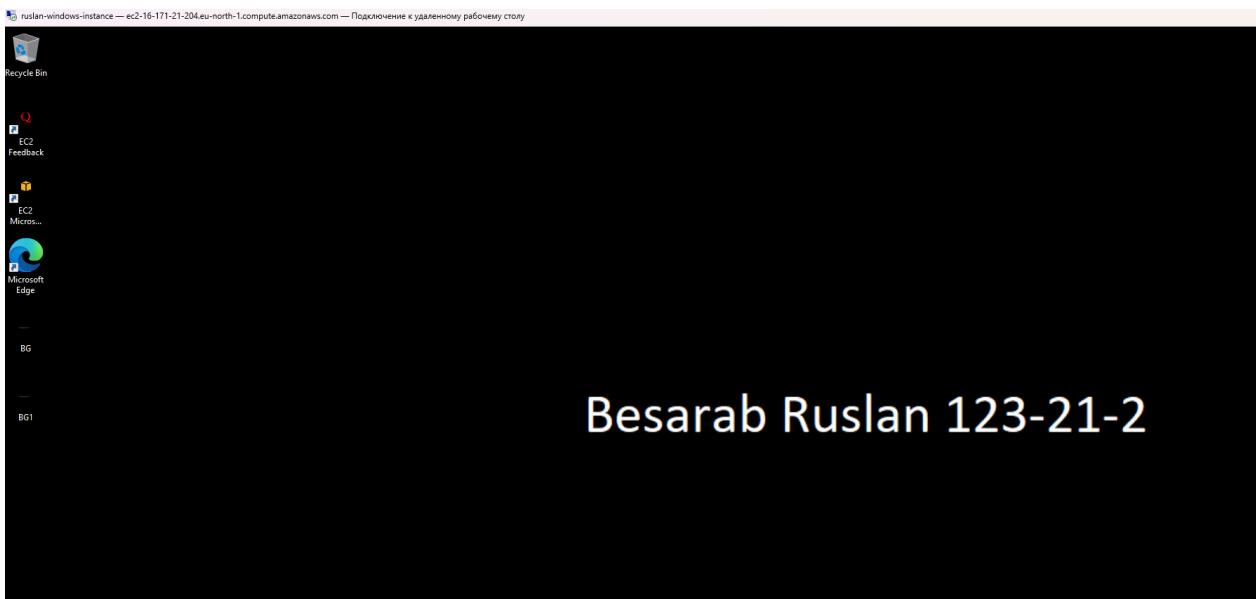 ruslan-windows-instance — ec2-16-171-21-204.eu-north-1.compute.amazonaws.com — Подключение к удаленному рабочему столу
Recycle Bin
Q
EC2
Feedback
EC2
Micros...
Microsoft
Edge
BG
BG1
Besarab Ruslan 123-21-2